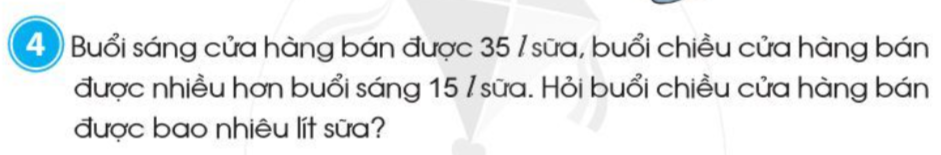 4 Buổi sáng cửa hàng bán được 35 l sữa, buổi chiều cửa hàng bán
được nhiều hơn buổi sáng 15 l sữa. Hỏi buổi chiều cửa hàng bán
được bao nhiêu lít sữa?